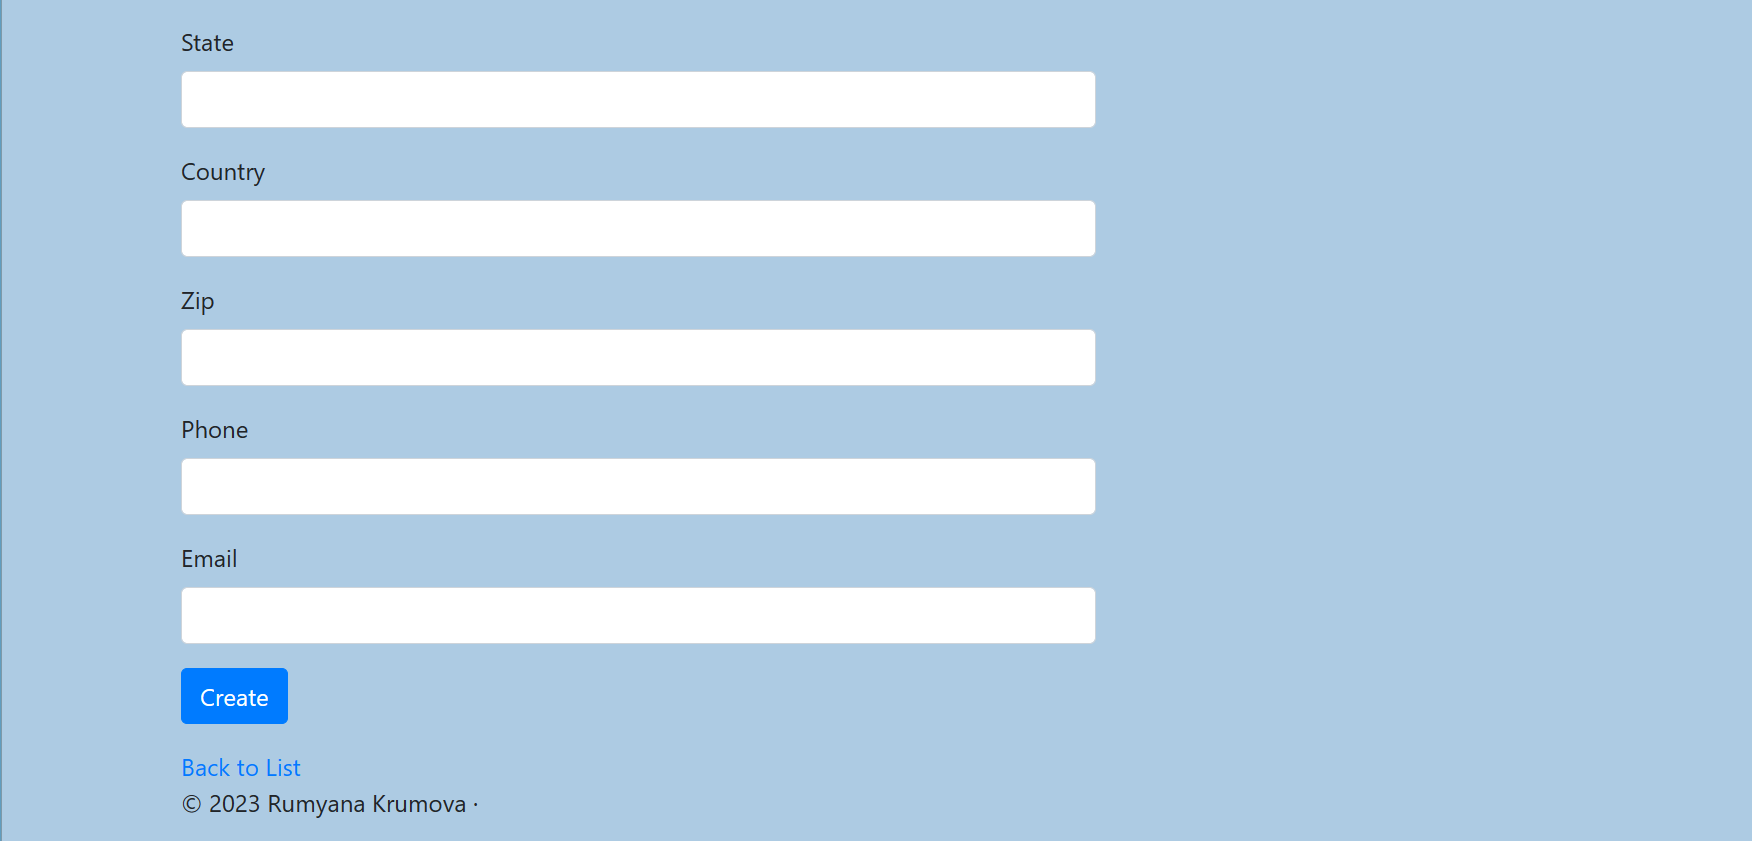 State
Country
Zip
Phone
Email
Create
Back to List
© 2023 Rumyana Krumova ·